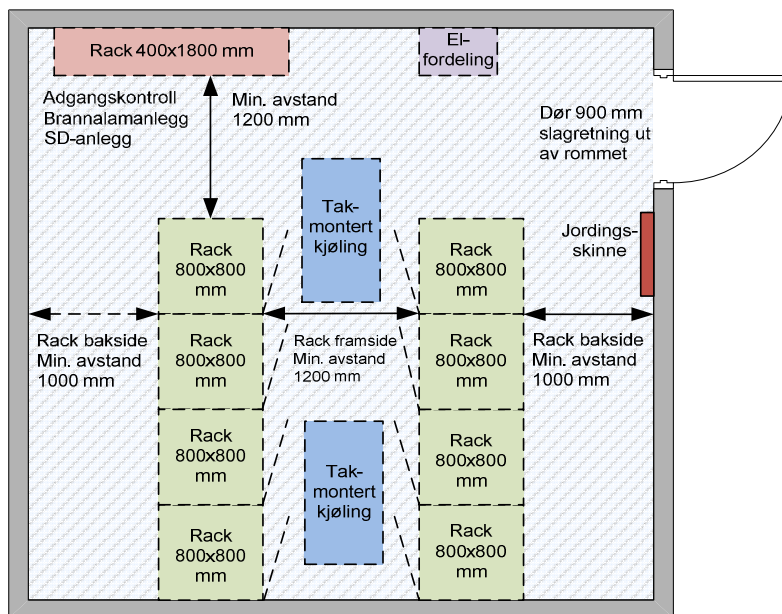 Rack 400x1800 mm
El-
fordeling
Adgangskontroll
Brannalamanlegg
SD-anlegg
Min. avstand
1200 mm
Dør 900 mm
slagretning ut
av rommet
Tak-
montert
kjøling
Jordings-
skinne
Rack
800x800
mm
Rack
800x800
mm
Rack bakside
Min. avstand
1000 mm
Rack
800x800
mm
Rack framside
Min. avstand
1200 mm
Rack
800x800
mm
Rack bakside
Min. avstand
1000 mm
Rack
800x800
mm
Tak-
montert
kjøling
Rack
800x800
mm
Rack
800x800
mm
Rack
800x800
mm